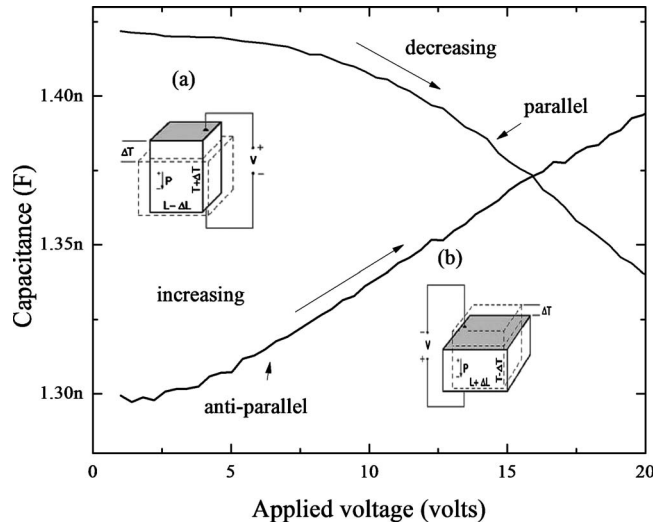 decreasing
(a)
parallel
1.40n
ΔT
+
V
−
P
T+ΔT
L− ΔL
Capacitance (F)
1.35n
(b)
increasing
ΔT
−
V
+
P
T−ΔT
L+ ΔL
1.30n
anti-parallel
0 5 10 15 20
Applied voltage (volts)